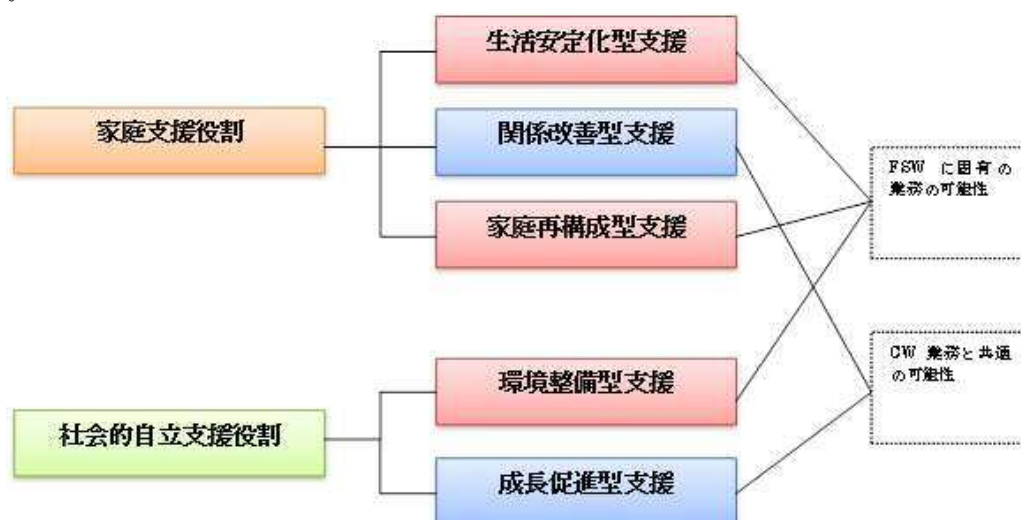 生活安定化型支援
家庭支援役割
関係改善型支援
家庭再構成型支援
FSW に固有の
業務の可能性
環境整備型支援
CW 業務と共通
の可能性
社会的自立支援役割
成長促進型支援